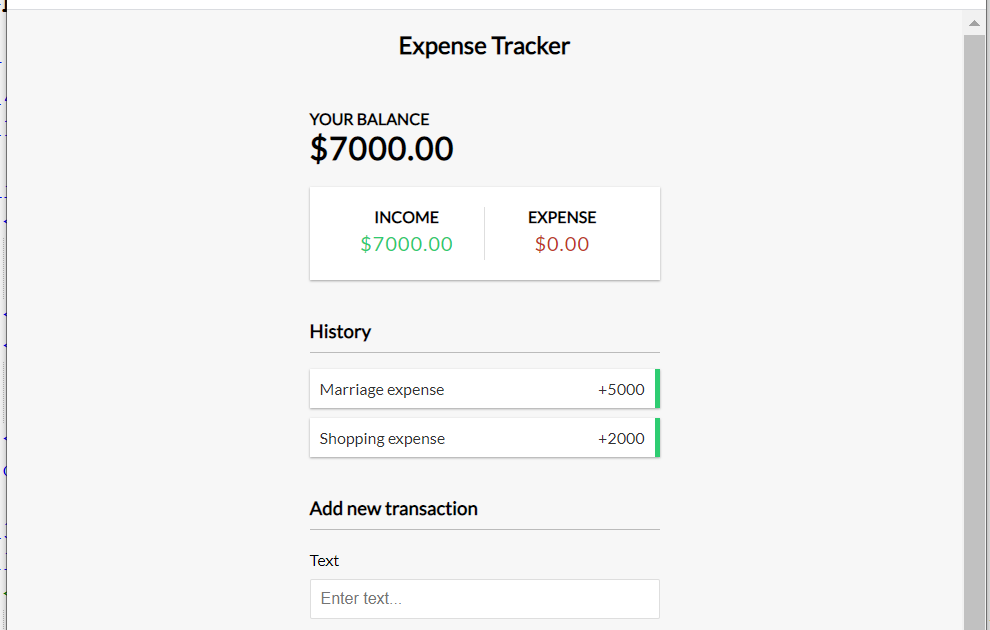 Expense Tracker
YOUR BALANCE
$7000.00
INCOME EXPENSE
$7000.00 $0.00
History
Marriage expense +5000
Shopping expense +2000
Add new transaction
Text
Enter text...